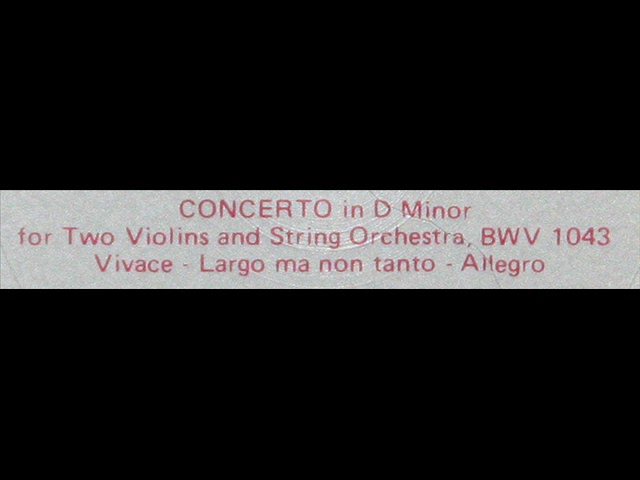 CONCERTO in D Minor
for Two Violins and String Orchestra, BWV 1043
Vivace - Largo ma non tanto - Allegro